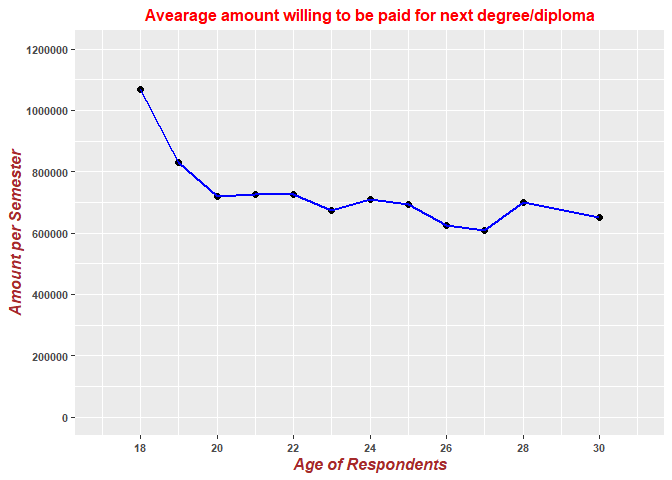 Avearage amount willing to be paid for next degree/diploma
1200000
1000000
800000
600000
400000
200000
0
Amount per Semester
18 20 22 24 26 28 30
Age of Respondents